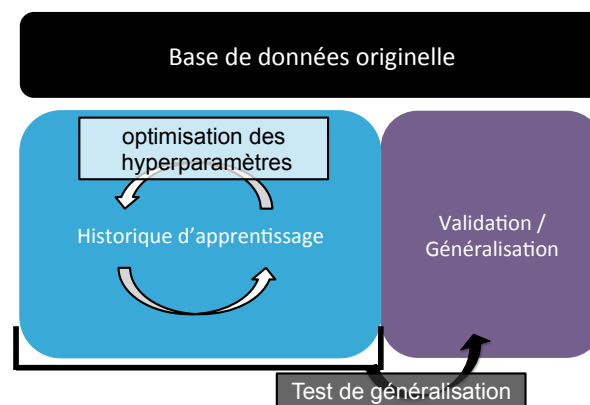 Base de données originelle
optimisation des
hyperparamètres
Historique d'apprentissage
Validation /
Généralisation
Test de généralisation